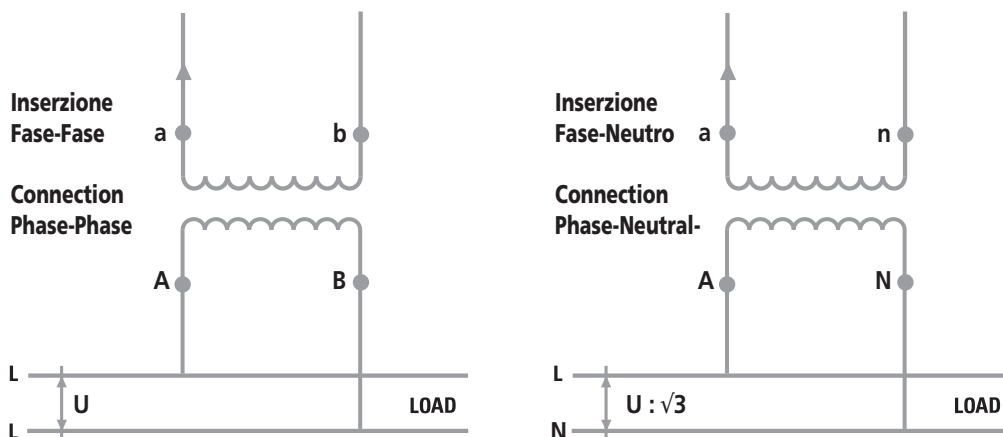 Inserzione
Fase-Fase
a
b
Connection
Phase-Phase
A
B
L
U
LOAD
L
Inserzione
Fase-Neutro
a
n
Connection
Phase-Neutral-
A
N
L
U : √3
LOAD
N